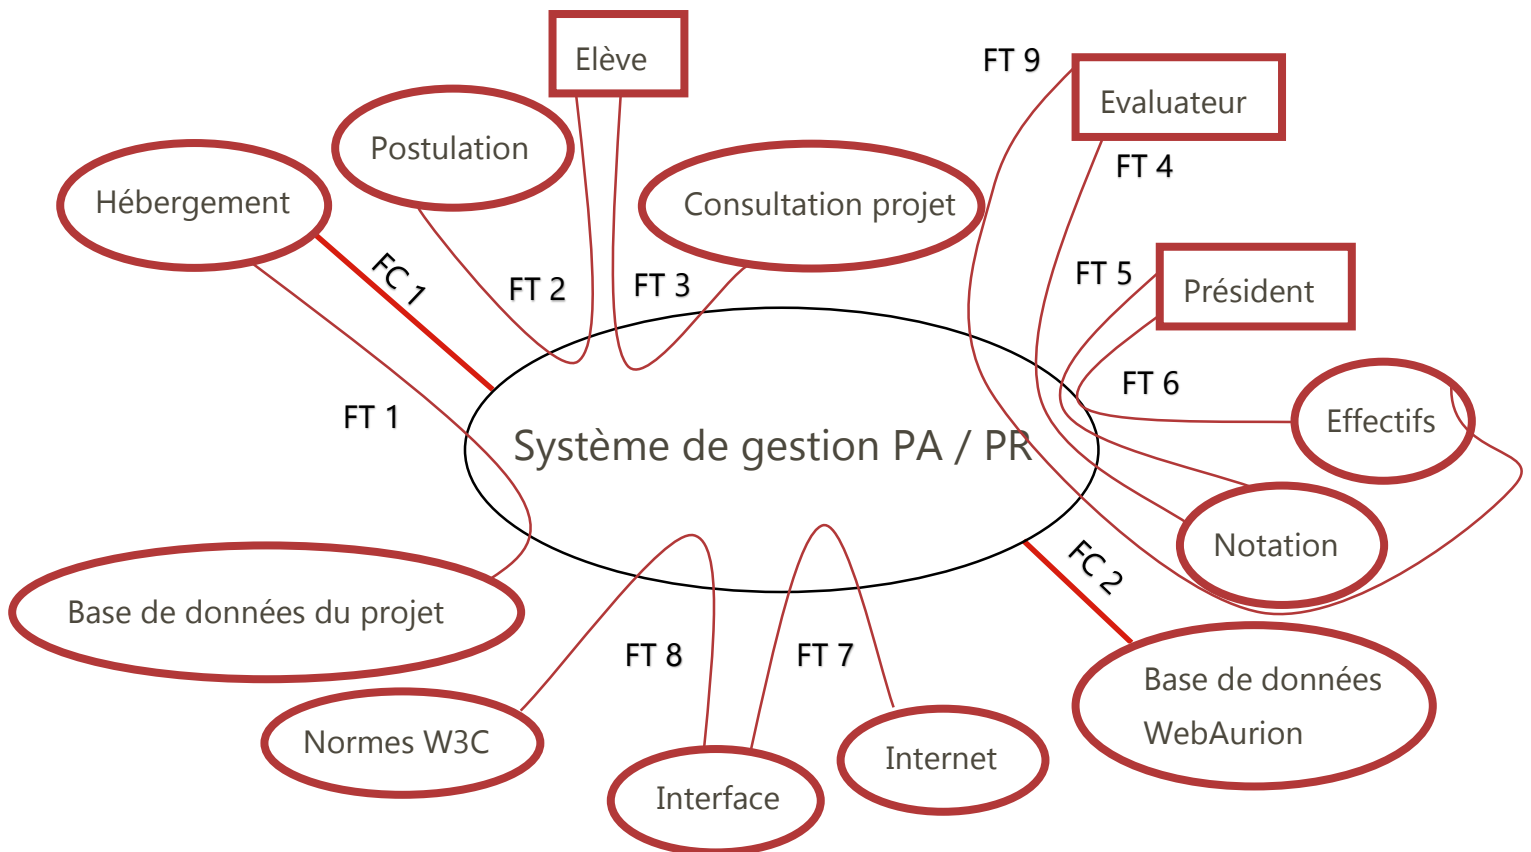 Elève
FT 9
Evaluateur
Postulation
FT 4
Hébergement
Consultation projet
FC 1
FT 2
FT 3
FT 5
Président
FT 1
FT 6
Effectifs
Système de gestion PA / PR
Notation
FC 2
Base de données du projet
FT 8
FT 7
Base de données
WebAurion
Normes W3C
Internet
Interface